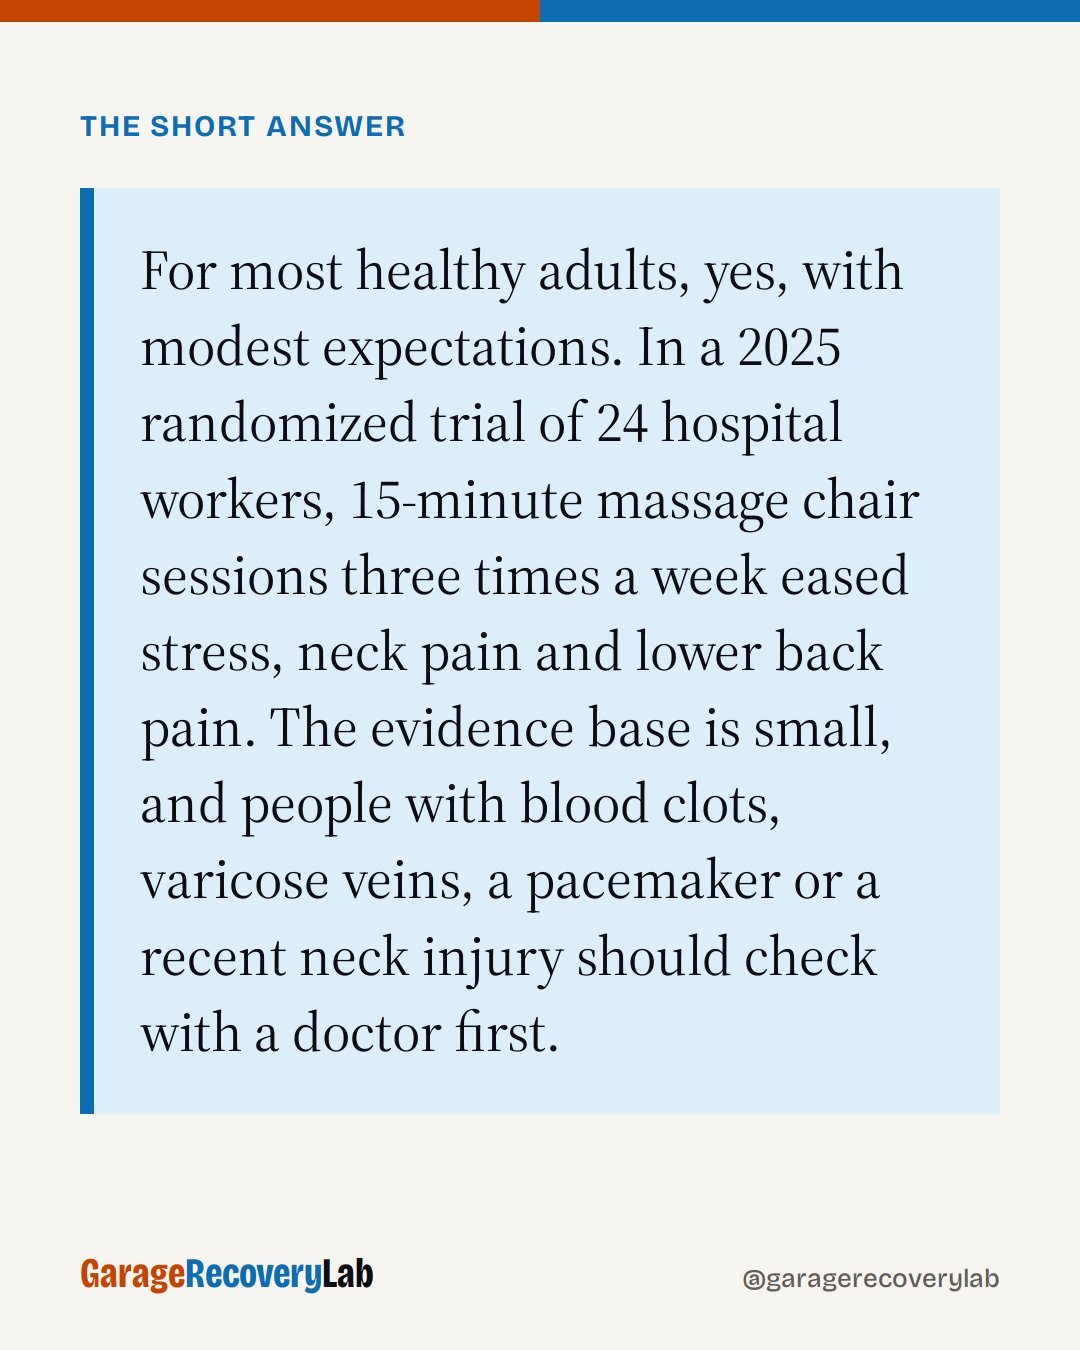 THE SHORT ANSWER
For most healthy adults, yes, with
modest expectations. In a 2025
randomized trial of 24 hospital
workers, 15-minute massage chair
sessions three times a week eased
stress, neck pain and lower back
pain. The evidence base is small,
and people with blood clots,
varicose veins, a pacemaker or a
recent neck injury should check
with a doctor first.
GarageRecoveryLab
@garagerecoverylab